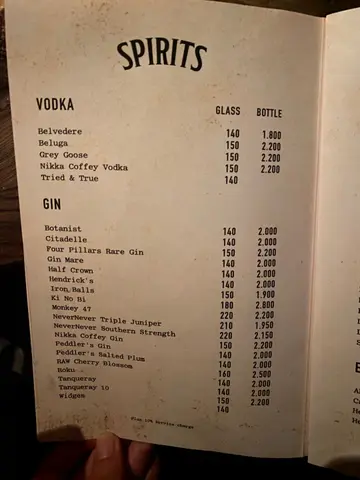 SPIRITS
VODKA GLASS BOTTLE
Belvedere 140 1.800
Beluga 150 2.200
Grey Goose 150 2.200
Nikka Coffey Vodka 150 2.200
Tried & True 140
GIN
Botanist 140 2.000
Citadelle 140 2.000
Four Pillars Rare Gin 150 2.200
Gin Mare 140 2.000
Half Crown 140 2.000
Hendrick's 140 2.000
Iron Balls 150 1.900
Ki No Bi 180 2.800
Monkey 47 220 2.200
NeverNever Triple Juniper 210 1.950
NeverNever Southern Strength 220 2.150
Nikka Coffey Gin 150 2.200
Peddler's Gin 140 2.000
Peddler's Salted Plum 140 2.000
RAW Cherry Blossom 160 2.500
Roku 140 2.000
Tanqueray 140 2.000
Tanqueray 10 150 2.200
Widges 140
Plus 10% Service Charge